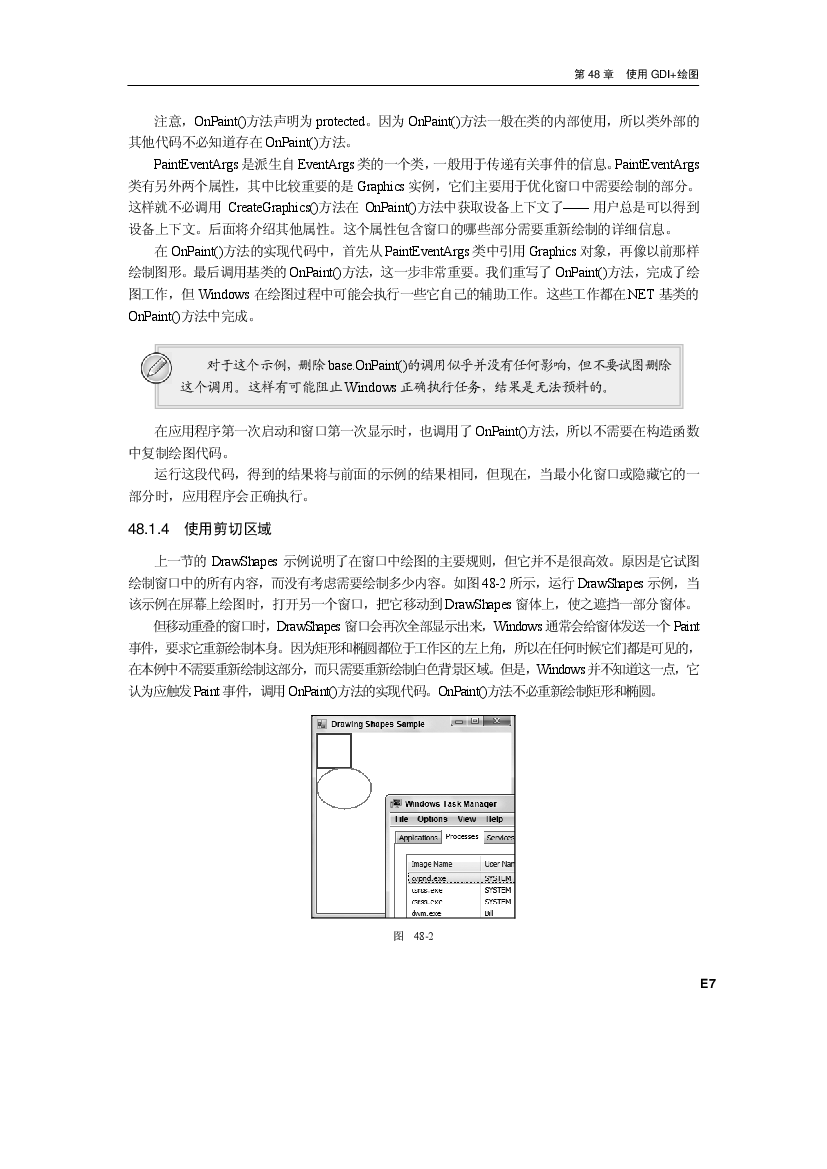 第 48 章 使用 GDI+绘图
注意，OnPaint()方法声明为 protected。因为 OnPaint()方法一般在类的内部使用，所以类外部的
其他代码不必知道存在 OnPaint()方法。
PaintEventArgs 是派生自 EventArgs 类的一个类，一般用于传递有关事件的信息。PaintEventArgs
类有另外两个属性，其中比较重要的是 Graphics 实例，它们主要用于优化窗口中需要绘制的部分。
这样就不必调用 CreateGraphics()方法在 OnPaint()方法中获取设备上下文了—— 用户总是可以得到
设备上下文。后面将介绍其他属性。这个属性包含窗口的哪些部分需要重新绘制的详细信息。
在 OnPaint()方法的实现代码中，首先从 PaintEventArgs 类中引用 Graphics 对象，再像以前那样
绘制图形。最后调用基类的 OnPaint()方法，这一步非常重要。我们重写了 OnPaint()方法，完成了绘
图工作，但 Windows 在绘图过程中可能会执行一些它自己的辅助工作。这些工作都在.NET 基类的
OnPaint()方法中完成。
对于这个示例，删除 base.OnPaint()的调用似乎并没有任何影响，但不要试图删除
这个调用。这样有可能阻止 Windows 正确执行任务，结果是无法预料的。
在应用程序第一次启动和窗口第一次显示时，也调用了 OnPaint()方法，所以不需要在构造函数
中复制绘图代码。
运行这段代码，得到的结果将与前面的示例的结果相同，但现在，当最小化窗口或隐藏它的一
部分时，应用程序会正确执行。
48.1.4 使用剪切区域
上一节的 DrawShapes 示例说明了在窗口中绘图的主要规则，但它并不是很高效。原因是它试图
绘制窗口中的所有内容，而没有考虑需要绘制多少内容。如图 48-2 所示，运行 DrawShapes 示例，当
该示例在屏幕上绘图时，打开另一个窗口，把它移动到 DrawShapes 窗体上，使之遮挡一部分窗体。
但移动重叠的窗口时，DrawShapes 窗口会再次全部显示出来，Windows 通常会给窗体发送一个 Paint
事件，要求它重新绘制本身。因为矩形和椭圆都位于工作区的左上角，所以在任何时候它们都是可见的，
在本例中不需要重新绘制这部分，而只需要重新绘制白色背景区域。但是，Windows 并不知道这一点，它
认为应触发 Paint 事件，调用 OnPaint()方法的实现代码。OnPaint()方法不必重新绘制矩形和椭圆。
Drawing Shapes Sample
Windows Task Manager
File Options View Help
Applications Processes Services
Image Name User Nam
SYSTEM
csrss.exe SYSTEM
csrss.exe SYSTEM
dwm.exe Bill
图 48-2
E7